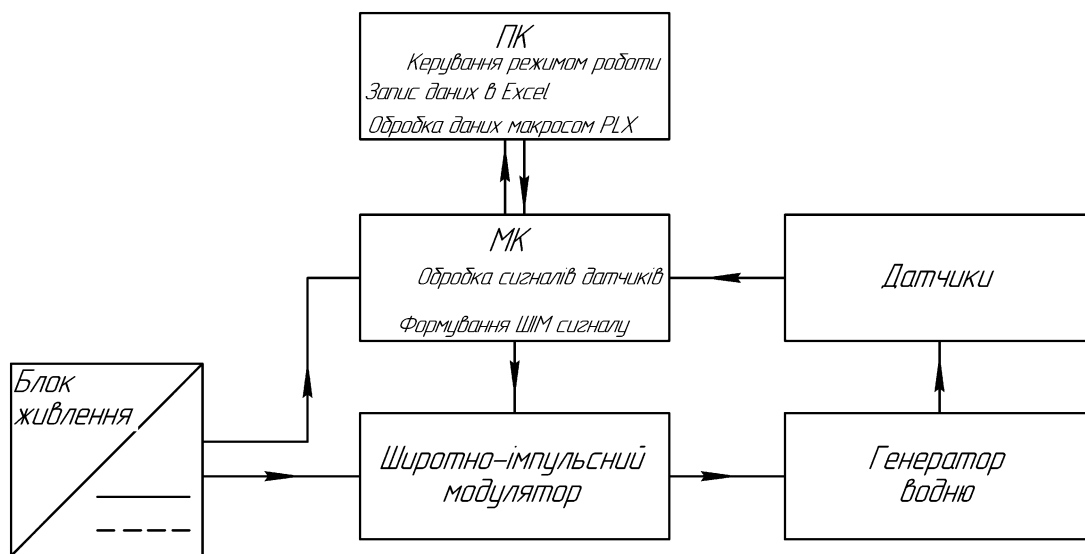 ПК
Керування режимом роботи
Запис даних в Excel
Обробка даних макросом PLX
МК
Обробка сигналів датчиків
Формування ШІМ сигналу
Датчики
Блок
живлення
Широтно-імпульсний
модулятор
Генератор
водню